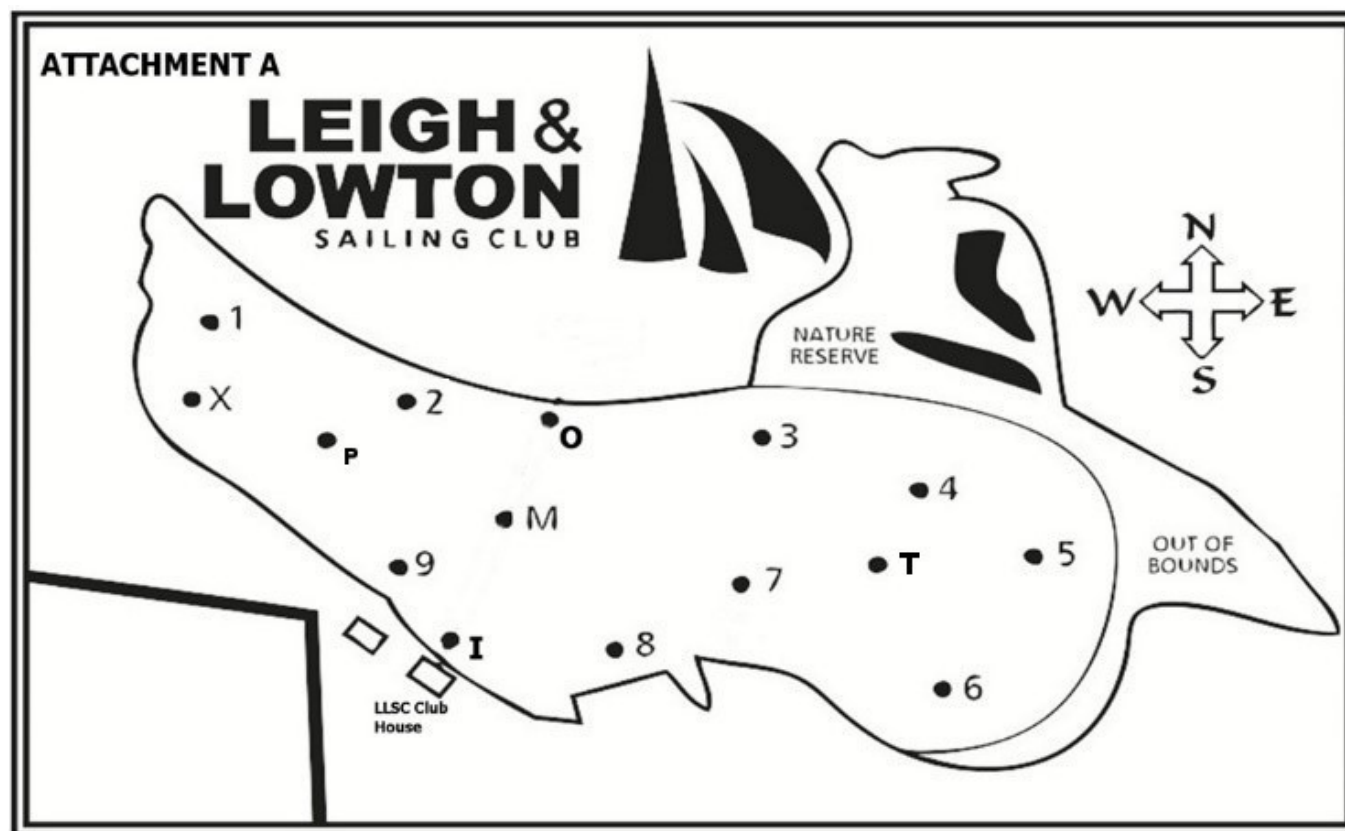 ATTACHMENT A
LEIGH &
LOWTON
SAILING CLUB
N
W E
S
NATURE
RESERVE
1
X
2
P
O
3
M
4
9
T
5
OUT OF
BOUNDS
7
I
8
6
LLSC Club
House